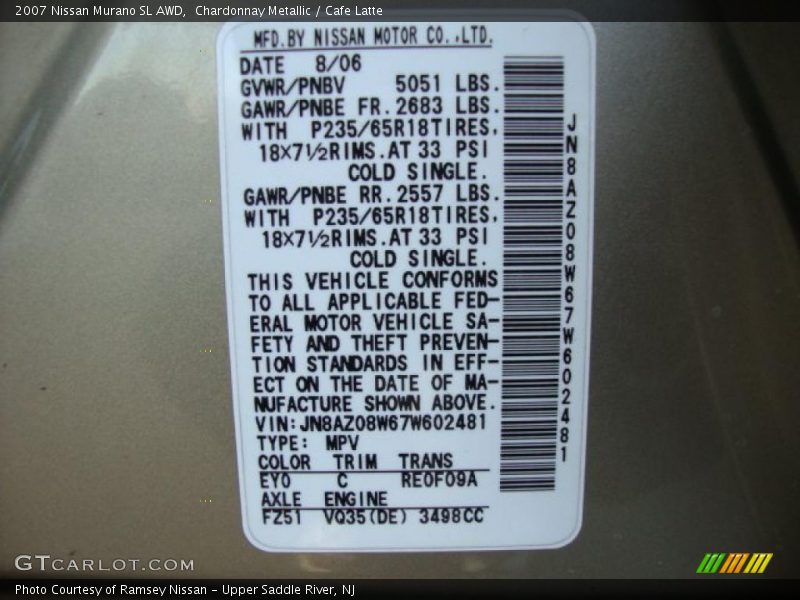 2007 Nissan Murano SL AWD,  Chardonnay Metallic / Cafe Latte
MFD.BY NISSAN MOTOR CO.,LTD.
DATE 8/06
GVWR/PNBV 5051 LBS.
GAWR/PNBE FR. 2683 LBS.
WITH P235/65R18TIRES.
18×7½RIMS.AT 33 PSI
COLD SINGLE.
GAWR/PNBE RR. 2557 LBS.
WITH P235/65R18TIRES.
18×7½RIMS.AT 33 PSI
COLD SINGLE.
THIS VEHICLE CONFORMS
TO ALL APPLICABLE FED-
ERAL MOTOR VEHICLE SA-
FETY AND THEFT PREVEN-
TION STANDARDS IN EFF-
ECT ON THE DATE OF MA-
NUFACTURE SHOWN ABOVE.
VIN:JN8AZ08W67W602481
TYPE: MPV
COLOR TRIM TRANS
EY0 C RE0F09A
AXLE ENGINE
FZ51 VQ35(DE) 3498CC
JN8AZ08W67W602481
GTCARLOT.COM
Photo Courtesy of Ramsey Nissan - Upper Saddle River, NJ